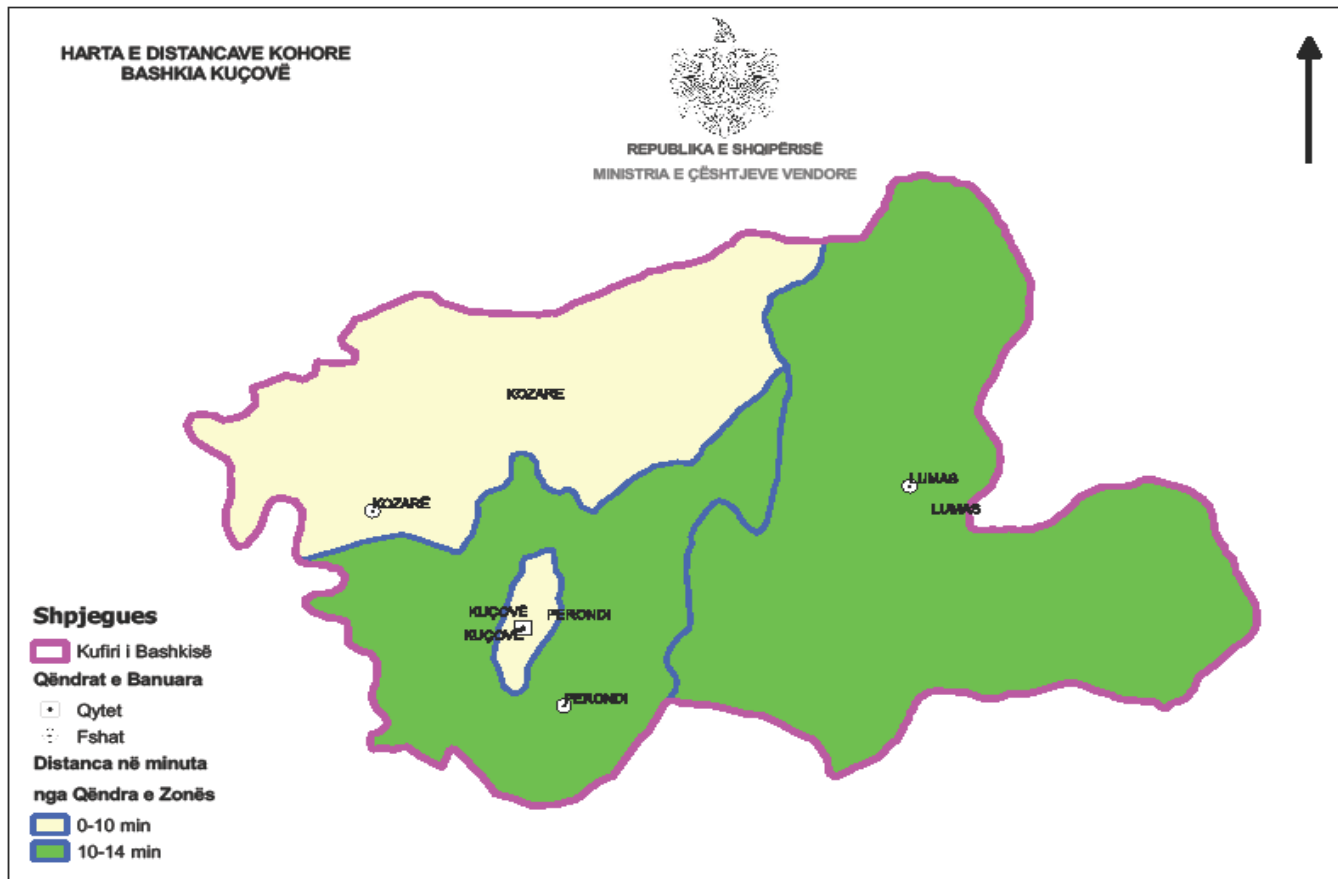 HARTA E DISTANCAVE KOHORE
BASHKIA KUÇOVË
REPUBLIKA E SHQIPËRISË
MINISTRIA E ÇËSHTJEVE VENDORE
KOZARE
KOZARË
LUMAS
LUMAS
KUÇOVË
PERONDI
KUÇOVË
PERONDI
Shpjegues
Kufiri i Bashkisë
Qëndrat e Banuara
Qytet
Fshat
Distanca në minuta
nga Qëndra e Zonës
0-10 min
10-14 min